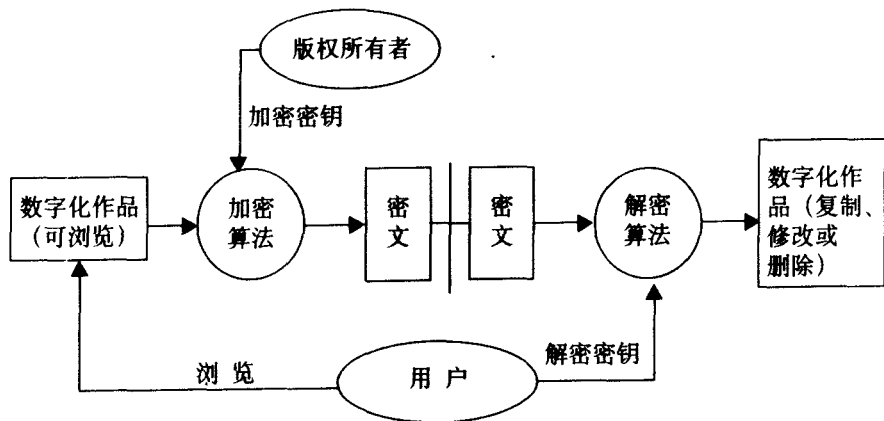 版权所有者
加密密钥
数字化作品
（可浏览）
加密
算法
密
文
密
文
解密
算法
数字化作
品（复制、
修改或
删除）
浏 览
用 户
解密密钥